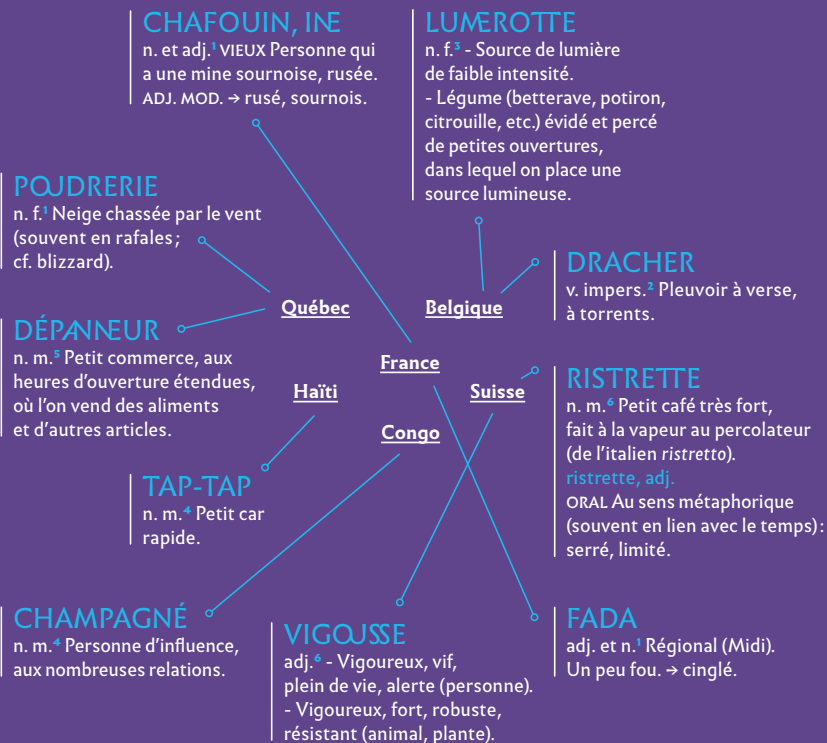 CHAFOUIN, INE
n. et adj.¹ VIEUX Personne qui
a une mine sournoise, rusée.
ADJ. MOD. → rusé, sournois.
LUMEROTTE
n. f.³ - Source de lumière
de faible intensité.
- Légume (betterave, potiron,
citrouille, etc.) évidé et percé
de petites ouvertures,
dans lequel on place une
source lumineuse.
POUDRERIE
n. f.¹ Neige chassée par le vent
(souvent en rafales ;
cf. blizzard).
DRACHER
v. impers.² Pleuvoir à verse,
à torrents.
Québec
Belgique
DÉPANNEUR
n. m.⁵ Petit commerce, aux
heures d'ouverture étendues,
où l'on vend des aliments
et d'autres articles.
France
Haïti
Suisse
Congo
RISTRETTE
n. m.⁶ Petit café très fort,
fait à la vapeur au percolateur
(de l'italien ristretto).
ristrette, adj.
ORAL Au sens métaphorique
(souvent en lien avec le temps) :
serré, limité.
TAP-TAP
n. m.⁴ Petit car
rapide.
CHAMPAGNÉ
n. m.⁴ Personne d'influence,
aux nombreuses relations.
VIGOUSSE
adj.⁶ - Vigoureux, vif,
plein de vie, alerte (personne).
- Vigoureux, fort, robuste,
résistant (animal, plante).
FADA
adj. et n.¹ Régional (Midi).
Un peu fou. → cinglé.